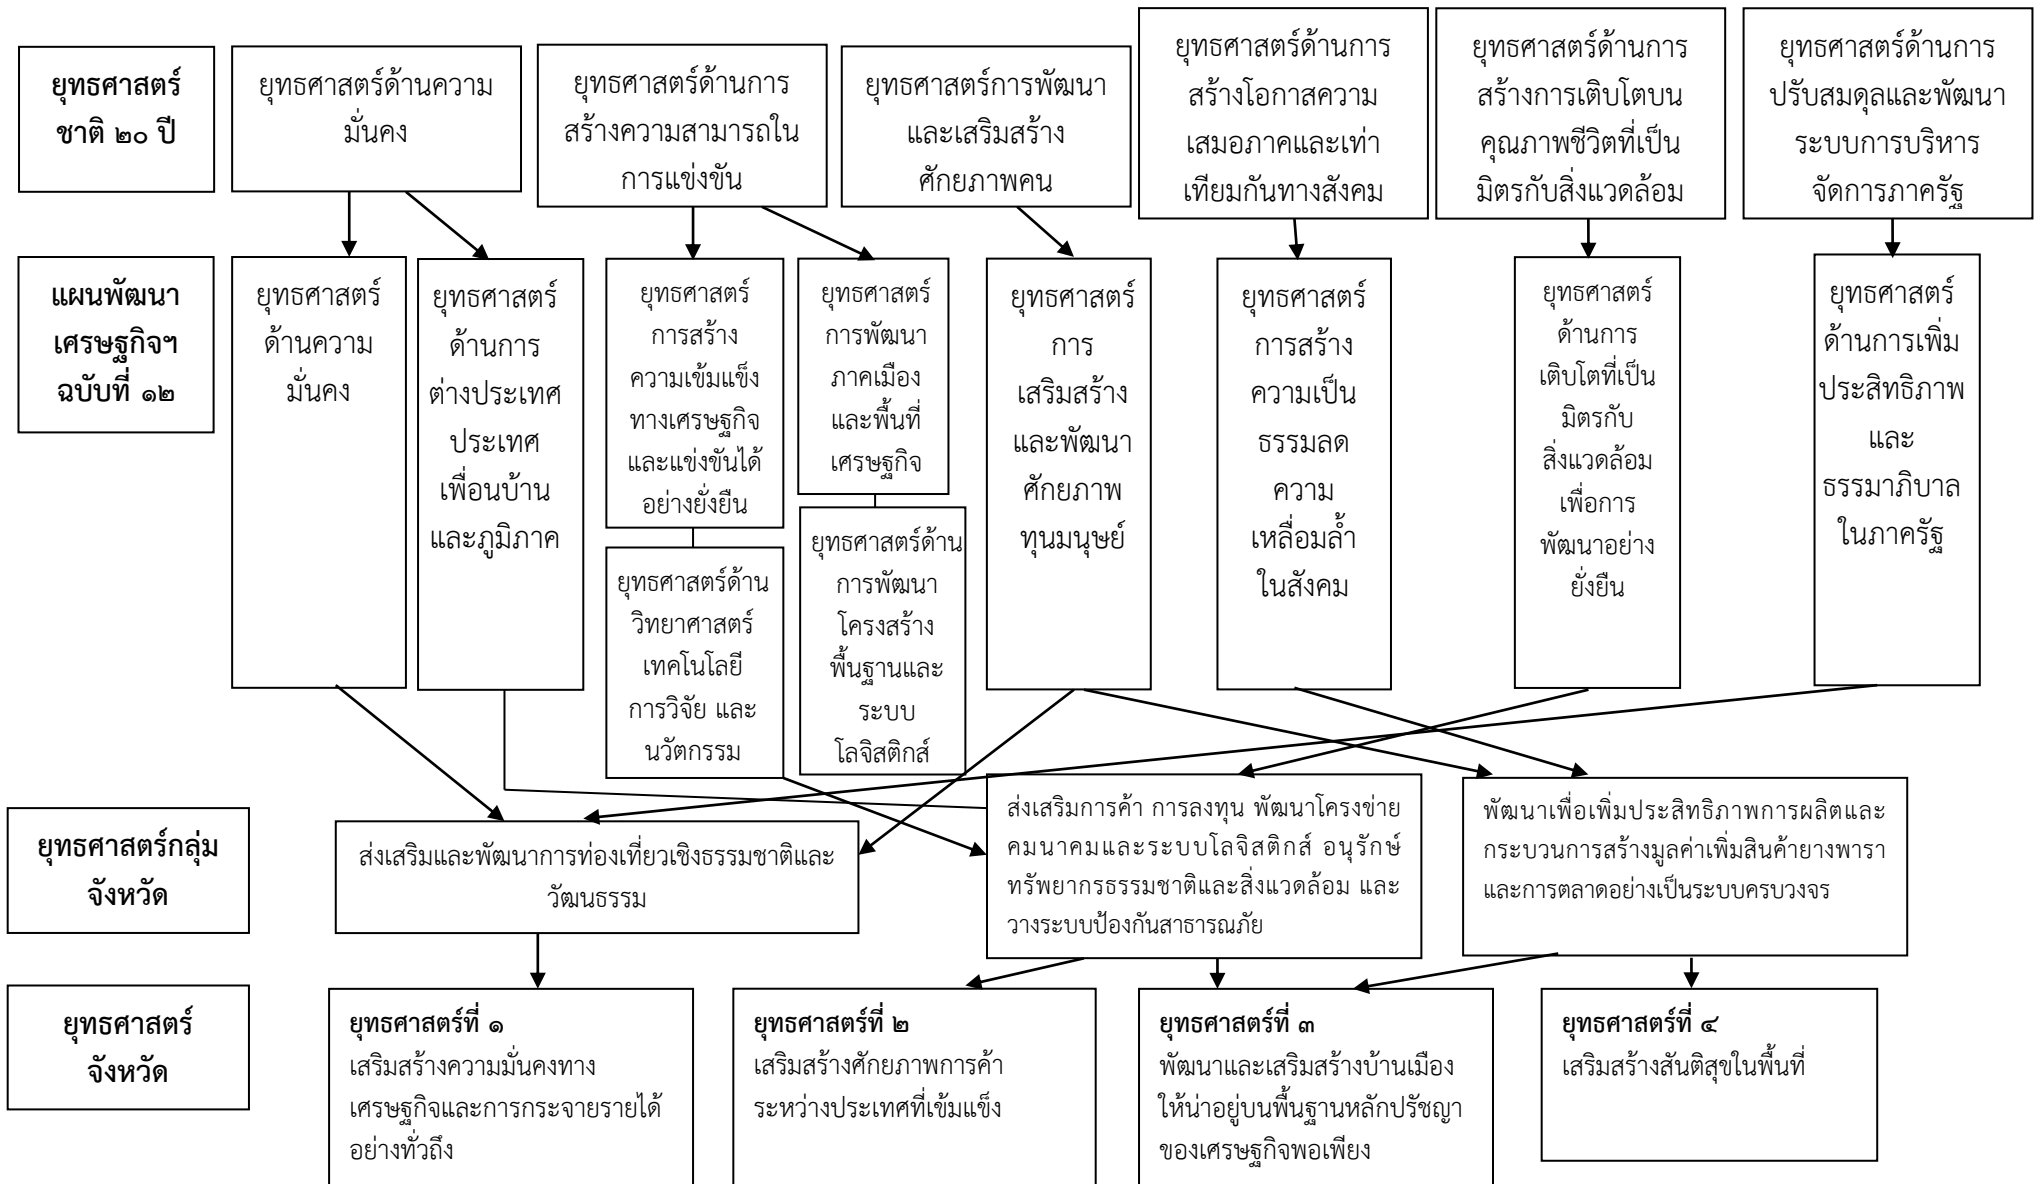 ยุทธศาสตร์
ชาติ ๒๐ ปี
ยุทธศาสตร์ด้านความ
มั่นคง
ยุทธศาสตร์ด้านการ
สร้างความสามารถใน
การแข่งขัน
ยุทธศาสตร์การพัฒนา
และเสริมสร้าง
ศักยภาพคน
ยุทธศาสตร์ด้านการ
สร้างโอกาสความ
เสมอภาคและเท่า
เทียมกันทางสังคม
ยุทธศาสตร์ด้านการ
สร้างการเติบโตบน
คุณภาพชีวิตที่เป็น
มิตรกับสิ่งแวดล้อม
ยุทธศาสตร์ด้านการ
ปรับสมดุลและพัฒนา
ระบบการบริหาร
จัดการภาครัฐ
แผนพัฒนา
เศรษฐกิจฯ
ฉบับที่ ๑๒
ยุทธศาสตร์
ด้านความ
มั่นคง
ยุทธศาสตร์
ด้านการ
ต่างประเทศ
ประเทศ
เพื่อนบ้าน
และภูมิภาค
ยุทธศาสตร์
การสร้าง
ความเข้มแข็ง
ทางเศรษฐกิจ
และแข่งขันได้
อย่างยั่งยืน
ยุทธศาสตร์ด้าน
วิทยาศาสตร์
เทคโนโลยี
การวิจัย และ
นวัตกรรม
ยุทธศาสตร์
การพัฒนา
ภาคเมือง
และพื้นที่
เศรษฐกิจ
ยุทธศาสตร์ด้าน
การพัฒนา
โครงสร้าง
พื้นฐานและ
ระบบ
โลจิสติกส์
ยุทธศาสตร์
การ
เสริมสร้าง
และพัฒนา
ศักยภาพ
ทุนมนุษย์
ยุทธศาสตร์
การสร้าง
ความเป็น
ธรรมลด
ความ
เหลื่อมล้ำ
ในสังคม
ยุทธศาสตร์
ด้านการ
เติบโตที่เป็น
มิตรกับ
สิ่งแวดล้อม
เพื่อการ
พัฒนาอย่าง
ยั่งยืน
ยุทธศาสตร์
ด้านการเพิ่ม
ประสิทธิภาพ
และ
ธรรมาภิบาล
ในภาครัฐ
ยุทธศาสตร์กลุ่ม
จังหวัด
ส่งเสริมและพัฒนาการท่องเที่ยวเชิงธรรมชาติและ
วัฒนธรรม
ส่งเสริมการค้า การลงทุน พัฒนาโครงข่าย
คมนาคมและระบบโลจิสติกส์ อนุรักษ์
ทรัพยากรธรรมชาติและสิ่งแวดล้อม และ
วางระบบป้องกันสาธารณภัย
พัฒนาเพื่อเพิ่มประสิทธิภาพการผลิตและ
กระบวนการสร้างมูลค่าเพิ่มสินค้ายางพารา
และการตลาดอย่างเป็นระบบครบวงจร
ยุทธศาสตร์
จังหวัด
ยุทธศาสตร์ที่ ๑
เสริมสร้างความมั่นคงทาง
เศรษฐกิจและการกระจายรายได้
อย่างทั่วถึง
ยุทธศาสตร์ที่ ๒
เสริมสร้างศักยภาพการค้า
ระหว่างประเทศที่เข้มแข็ง
ยุทธศาสตร์ที่ ๓
พัฒนาและเสริมสร้างบ้านเมือง
ให้น่าอยู่บนพื้นฐานหลักปรัชญา
ของเศรษฐกิจพอเพียง
ยุทธศาสตร์ที่ ๔
เสริมสร้างสันติสุขในพื้นที่